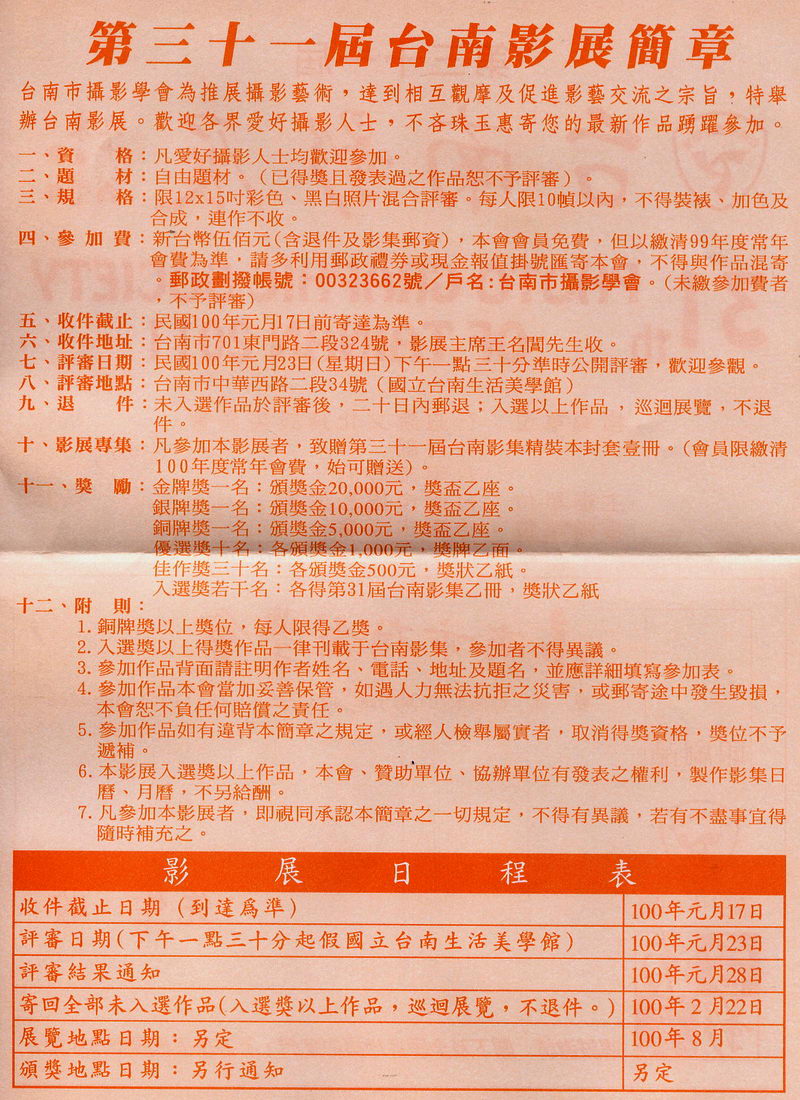 第三十一屆台南影展簡章
台南市攝影學會為推展攝影藝術，達到相互觀摩及促進影藝交流之宗旨，特舉
辦台南影展。歡迎各界愛好攝影人士，不吝珠玉惠寄您的最新作品踴躍參加。
一、資　　格：凡愛好攝影人士均歡迎參加。
二、題　　材：自由題材。（已得獎且發表過之作品恕不予評審）。
三、規　　格：限12x15吋彩色、黑白照片混合評審。每人限10幀以內，不得裝裱、加色及
合成，連作不收。
四、參 加 費：新台幣伍佰元(含退件及影集郵資)，本會會員免費，但以繳清99年度常年
會費為準，請多利用郵政禮券或現金報值掛號匯寄本會，不得與作品混寄
。郵政劃撥帳號：00323662號／戶名:台南市攝影學會。(未繳參加費者
，不予評審)
五、收件截止：民國100年元月17日前寄達為準。
六、收件地址：台南市701東門路二段324號，影展主席王名閶先生收。
七、評審日期：民國100年元月23日(星期日)下午一點三十分準時公開評審，歡迎參觀。
八、評審地點：台南市中華西路二段34號（國立台南生活美學館）
九、退　　件：未入選作品於評審後，二十日內郵退；入選以上作品，巡迴展覽，不退
件。
十、影展專集：凡參加本影展者，致贈第三十一屆台南影集精裝本封套壹冊。(會員限繳清
100年度常年會費，始可贈送)。
十一、獎　勵：金牌獎一名：頒獎金20,000元，獎盃乙座。
銀牌獎一名：頒獎金10,000元，獎盃乙座。
銅牌獎一名：頒獎金5,000元，獎盃乙座。
優選獎十名：各頒獎金1,000元，獎牌乙面。
佳作獎三十名：各頒獎金500元，獎狀乙紙。
入選獎若干名：各得第31屆台南影集乙冊，獎狀乙紙
十二、附　則：
1. 銅牌獎以上獎位，每人限得乙獎。
2. 入選獎以上得獎作品一律刊載于台南影集，參加者不得異議。
3. 參加作品背面請註明作者姓名、電話、地址及題名，並應詳細填寫參加表。
4. 參加作品本會當加妥善保管，如遇人力無法抗拒之災害，或郵寄途中發生毀損，
本會恕不負任何賠償之責任。
5. 參加作品如有違背本簡章之規定，或經人檢舉屬實者，取消得獎資格，獎位不予
遞補。
6. 本影展入選獎以上作品，本會、贊助單位、協辦單位有發表之權利，製作影集日
曆、月曆，不另給酬。
7. 凡參加本影展者，即視同承認本簡章之一切規定，不得有異議，若有不盡事宜得
隨時補充之。
影展日程表
收件截止日期（到達為準） 100年元月17日
評審日期(下午一點三十分起假國立台南生活美學館） 100年元月23日
評審結果通知 100年元月28日
寄回全部未入選作品(入選獎以上作品，巡迴展覽，不退件。) 100年 2 月22日
展覽地點日期：另定 100年 8 月
頒獎地點日期：另行通知 另定